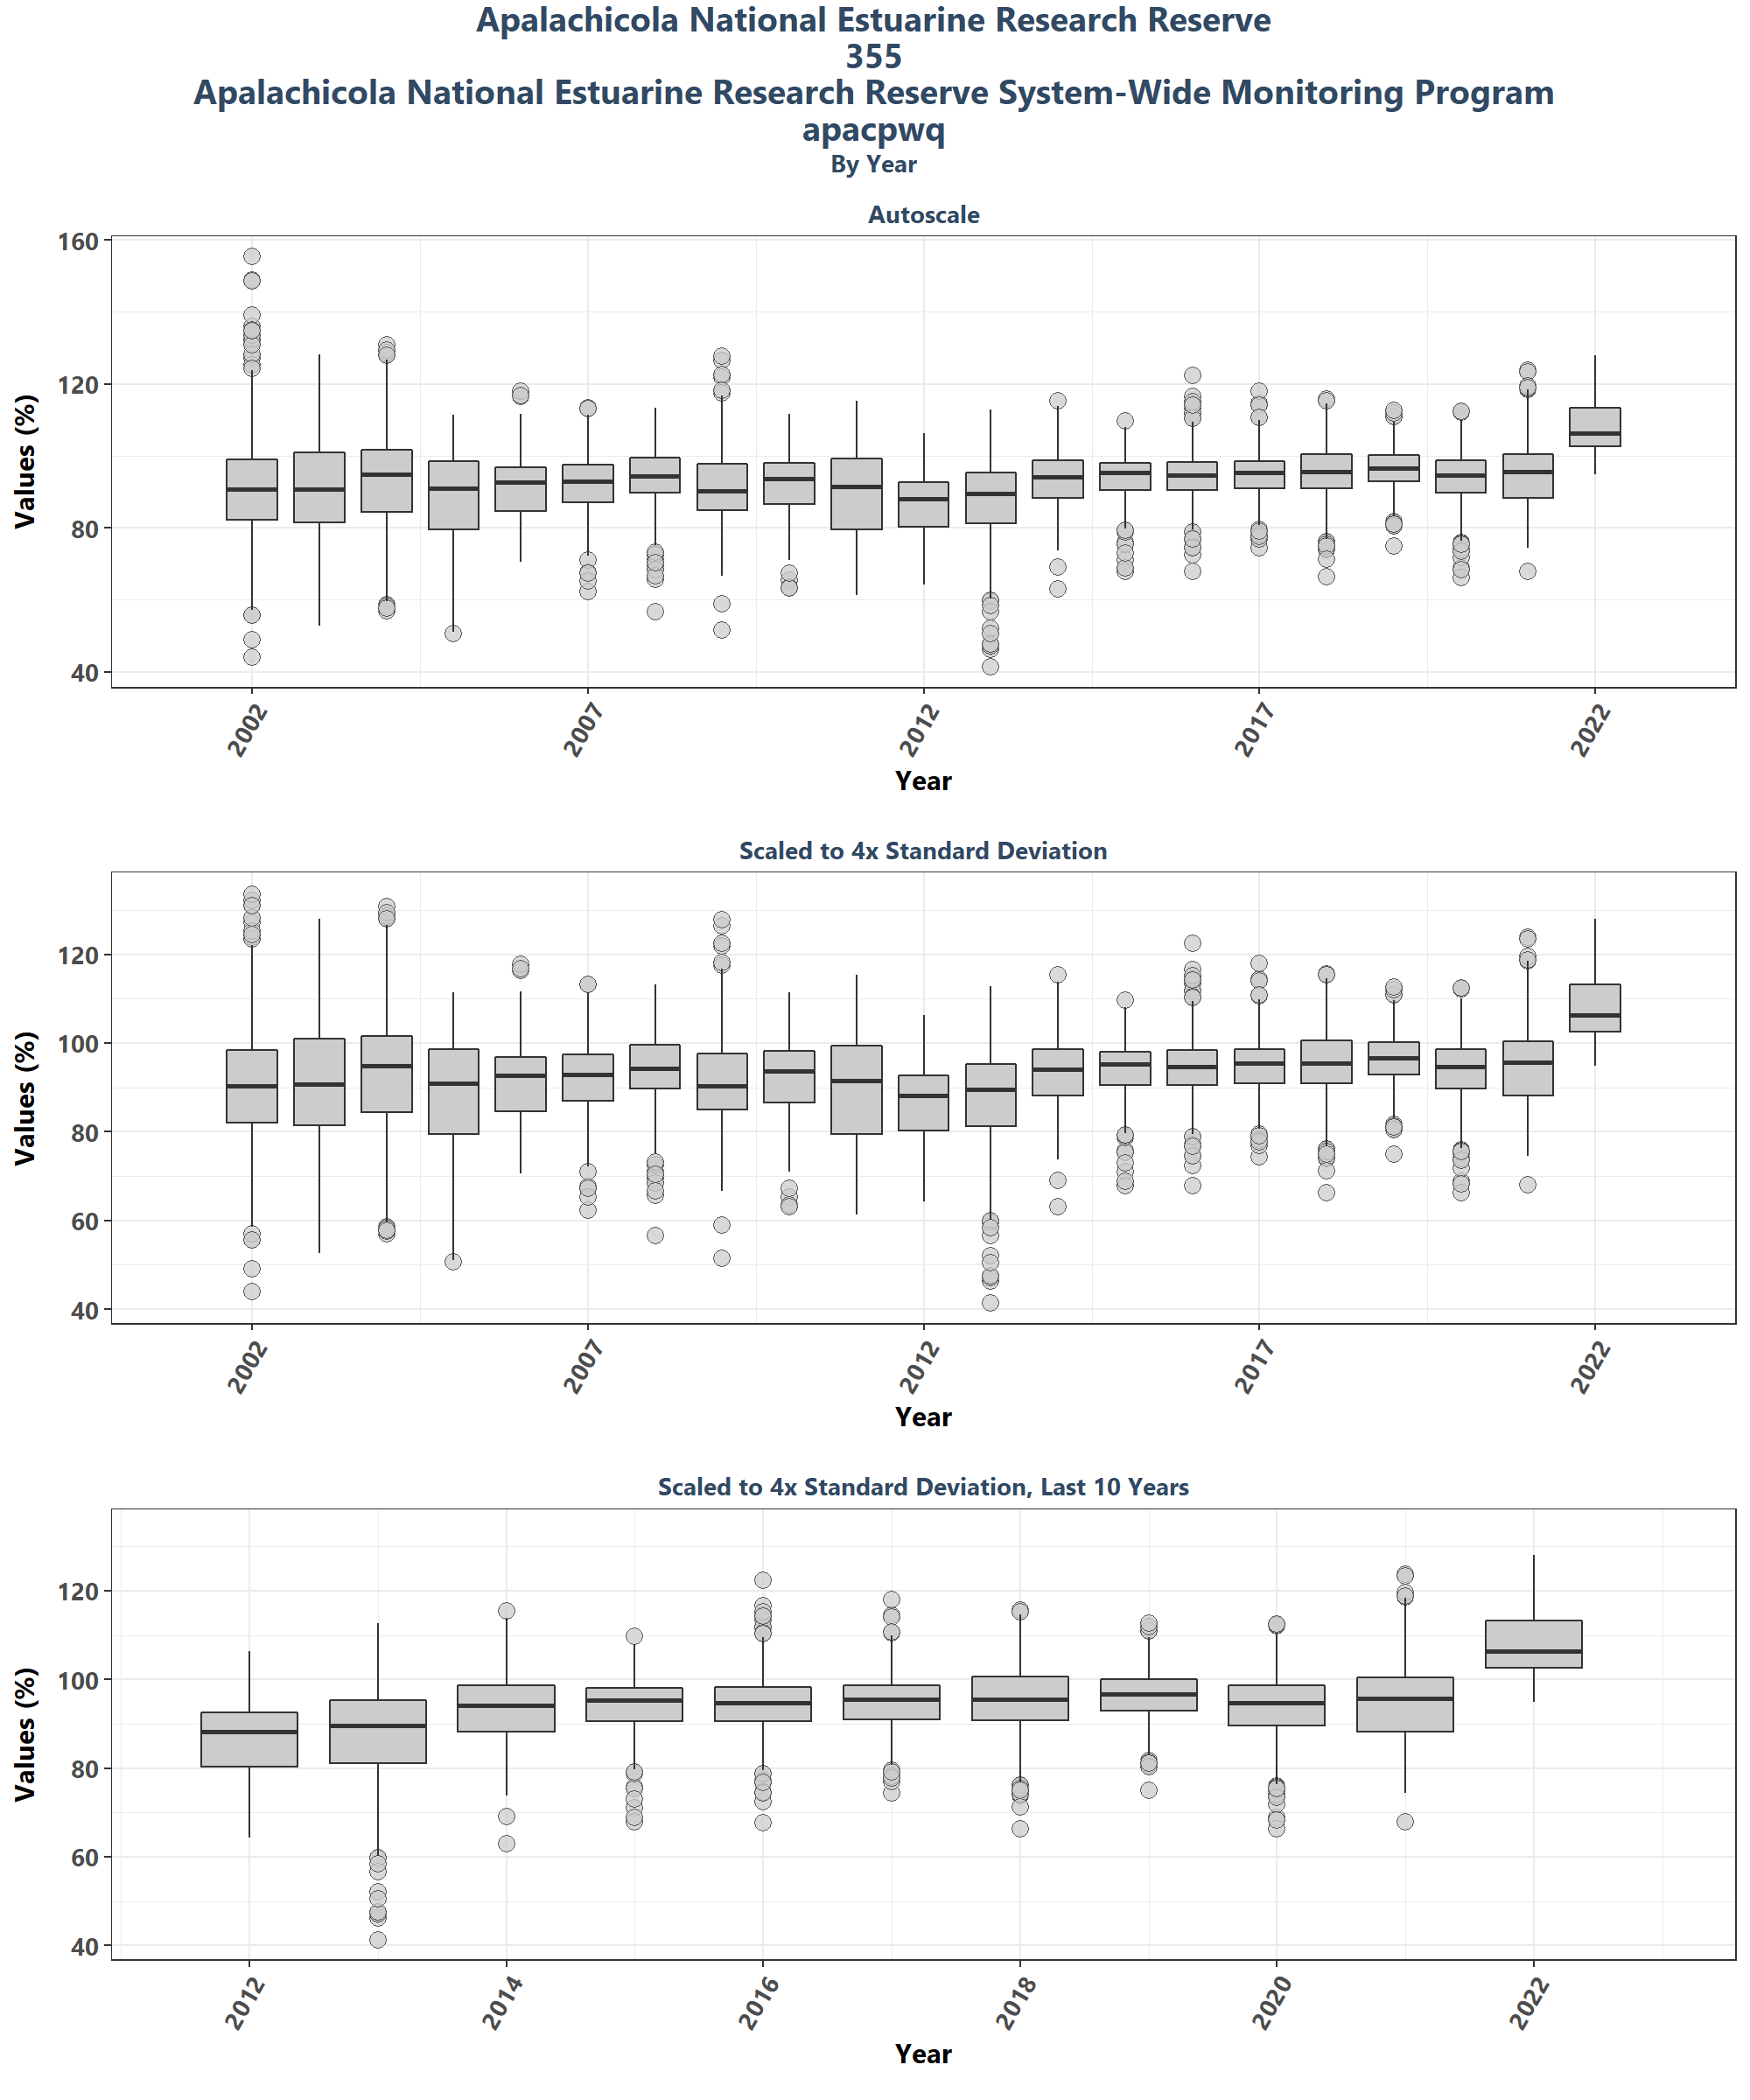 Apalachicola National Estuarine Research Reserve
355
Apalachicola National Estuarine Research Reserve System-Wide Monitoring Program
apacpwq
By Year
Autoscale
160
120
80
40
Values (%)
2002
2007
2012
2017
2022
Year
Scaled to 4x Standard Deviation
120
100
80
60
40
Values (%)
2002
2007
2012
2017
2022
Year
Scaled to 4x Standard Deviation, Last 10 Years
120
100
80
60
40
Values (%)
2012
2014
2016
2018
2020
2022
Year